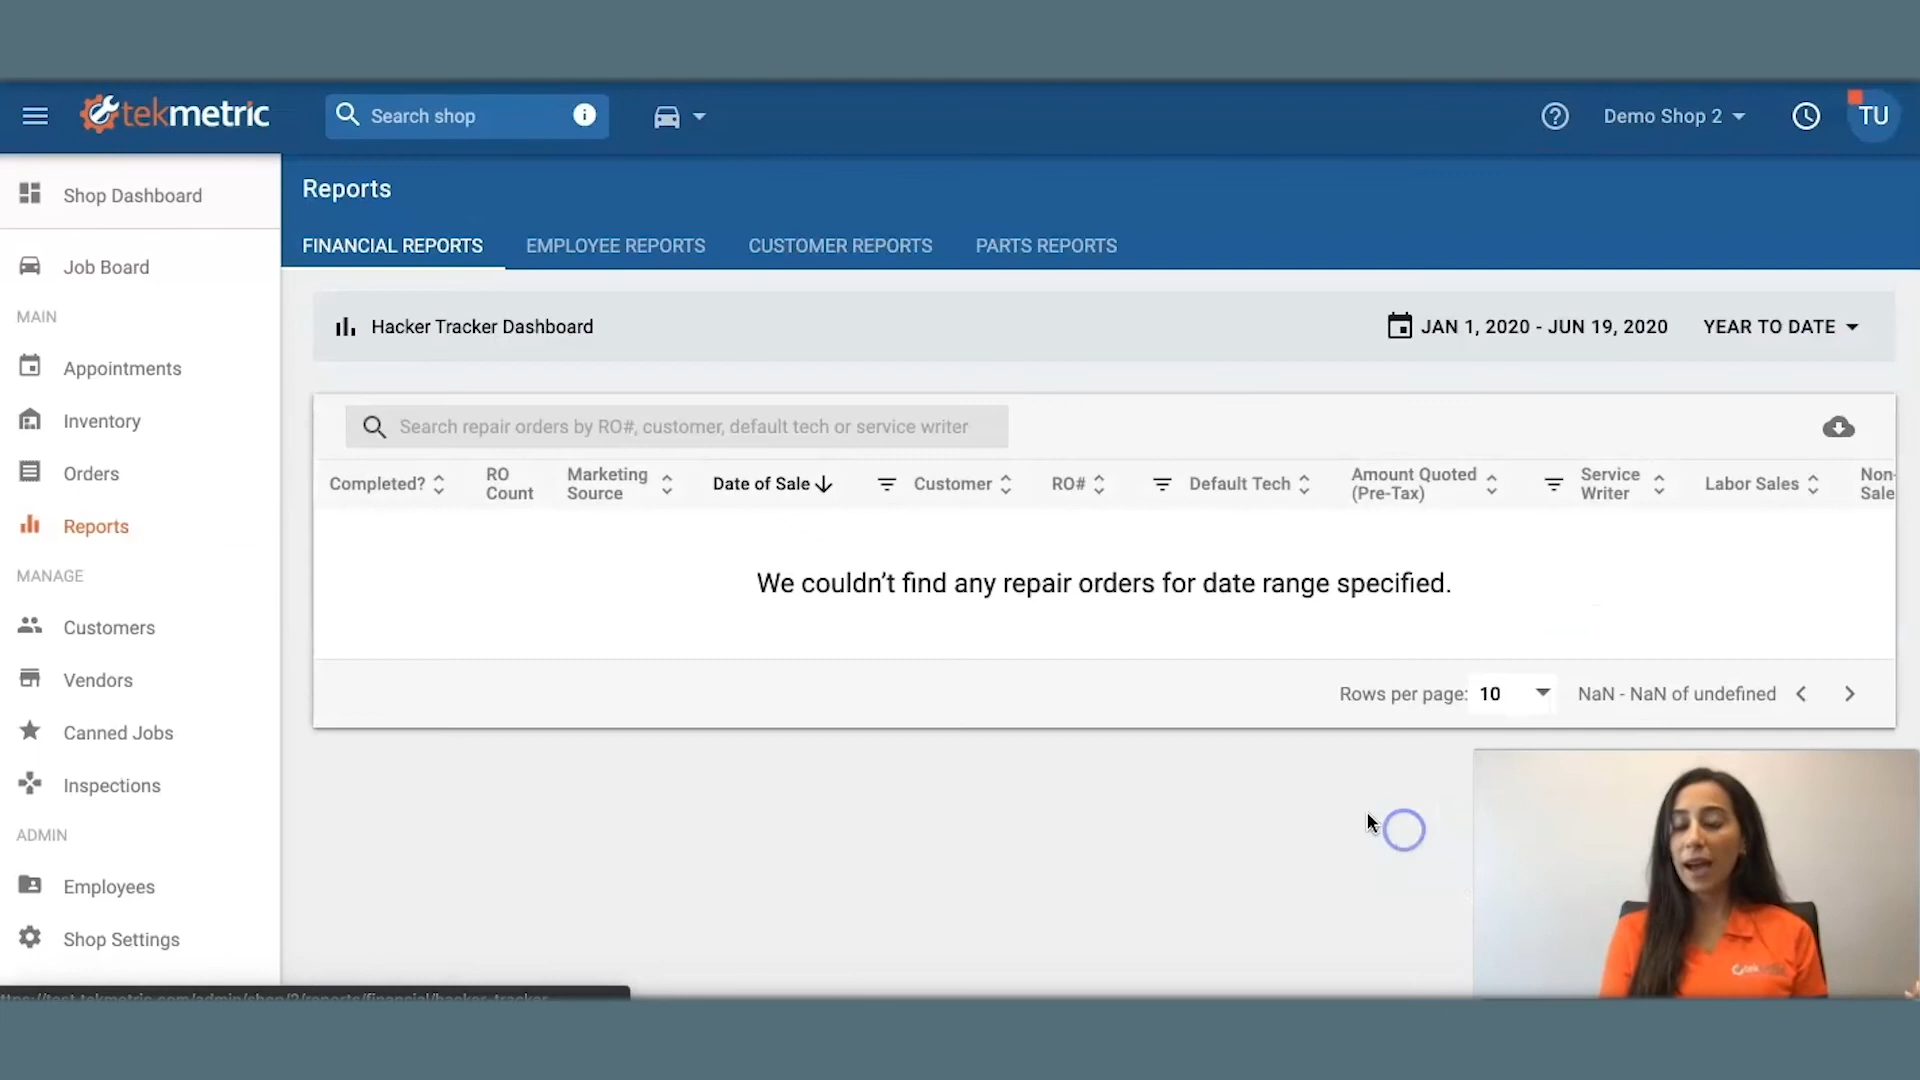 tekmetric
Search shop
Demo Shop 2
TU
Shop Dashboard
Job Board
MAIN
Appointments
Inventory
Orders
Reports
MANAGE
Customers
Vendors
Canned Jobs
Inspections
ADMIN
Employees
Shop Settings
Reports
FINANCIAL REPORTS EMPLOYEE REPORTS CUSTOMER REPORTS PARTS REPORTS
Hacker Tracker Dashboard
JAN 1, 2020 - JUN 19, 2020 YEAR TO DATE
Search repair orders by RO#, customer, default tech or service writer
Completed?
RO
Count
Marketing
Source
Date of Sale
Customer
RO#
Default Tech
Amount Quoted
(Pre-Tax)
Service
Writer
Labor Sales
Non-
Sale
We couldn't find any repair orders for date range specified.
Rows per page: 10 NaN - NaN of undefined